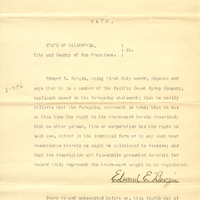 OATH.
STATE OF CALIFORNIA, :
: SS.
City and County of San Francisco. :
Edward E. Bergin, being first duly sworn, deposes and
says that he is a member of the Pacific Coast Syrup Company,
applicant named in the foregoing statement; that he verily
believes that the foregoing statement is true; that he has
at this time the right to the trade-mark herein described;
that no other person, firm or corporation has the right to
such use, either in the identical form or in any such near
resemblance thereto as might be calculated to deceive; and
that the description and facsimiles presented herewith for
record truly represent the trade-mark sought to be registered.
Edward E. Bergin
Sworn to and subscribed before me, this day of